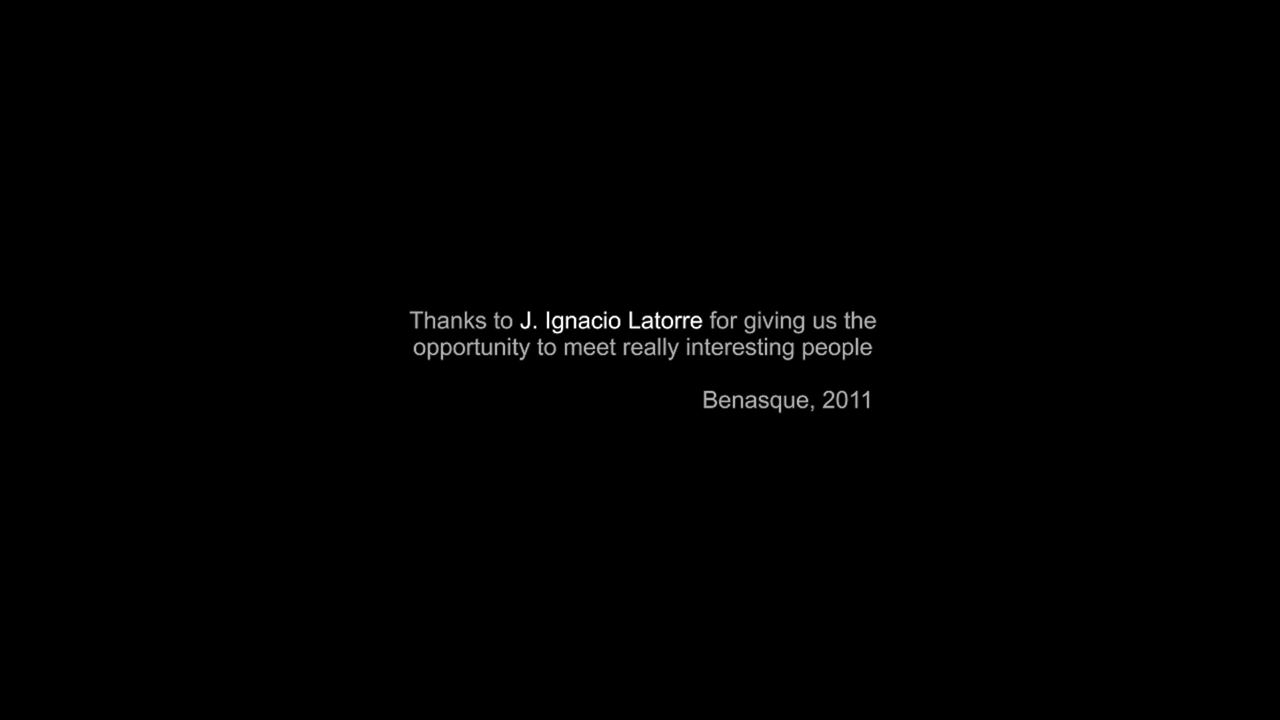 Thanks to J. Ignacio Latorre for giving us the
opportunity to meet really interesting people
Benasque, 2011